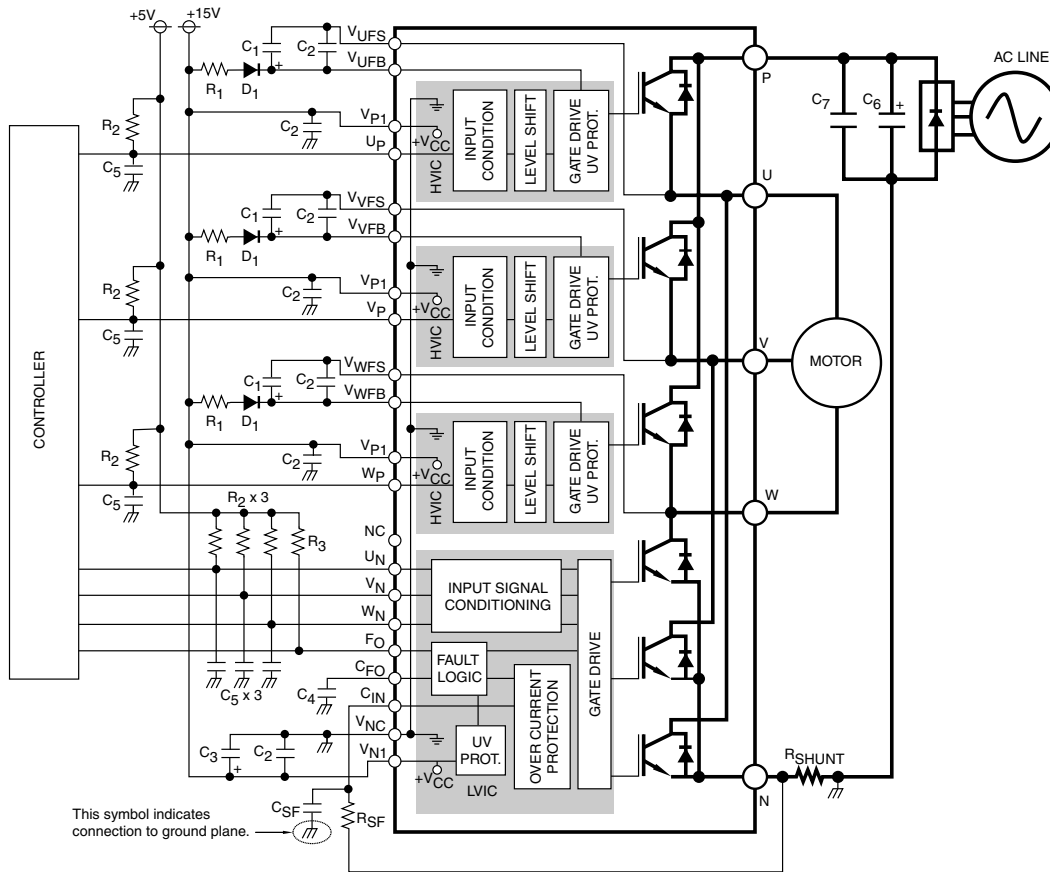 +5V
+15V
C1
C2
VUFS
VUFB
R1
D1
+
R2
C2
VP1
UP
C5
+VCC
HVIC
INPUT CONDITION
LEVEL SHIFT
GATE DRIVE UV PROT.
P
C7
C6
+
AC LINE
U
C1
C2
VVFS
VVFB
R1
D1
+
R2
C2
VP1
VP
C5
+VCC
HVIC
INPUT CONDITION
LEVEL SHIFT
GATE DRIVE UV PROT.
V
MOTOR
CONTROLLER
C1
C2
VWFS
VWFB
R1
D1
+
R2
C2
VP1
WP
C5
+VCC
HVIC
INPUT CONDITION
LEVEL SHIFT
GATE DRIVE UV PROT.
W
R2 x 3
R3
NC
UN
VN
WN
FO
CFO
CIN
VNC
VN1
C5 x 3
C4
C3
C2
+
INPUT SIGNAL CONDITIONING
FAULT LOGIC
UV PROT.
+VCC
LVIC
OVER CURRENT PROTECTION
GATE DRIVE
RSHUNT
N
CSF
RSF
This symbol indicates
connection to ground plane.